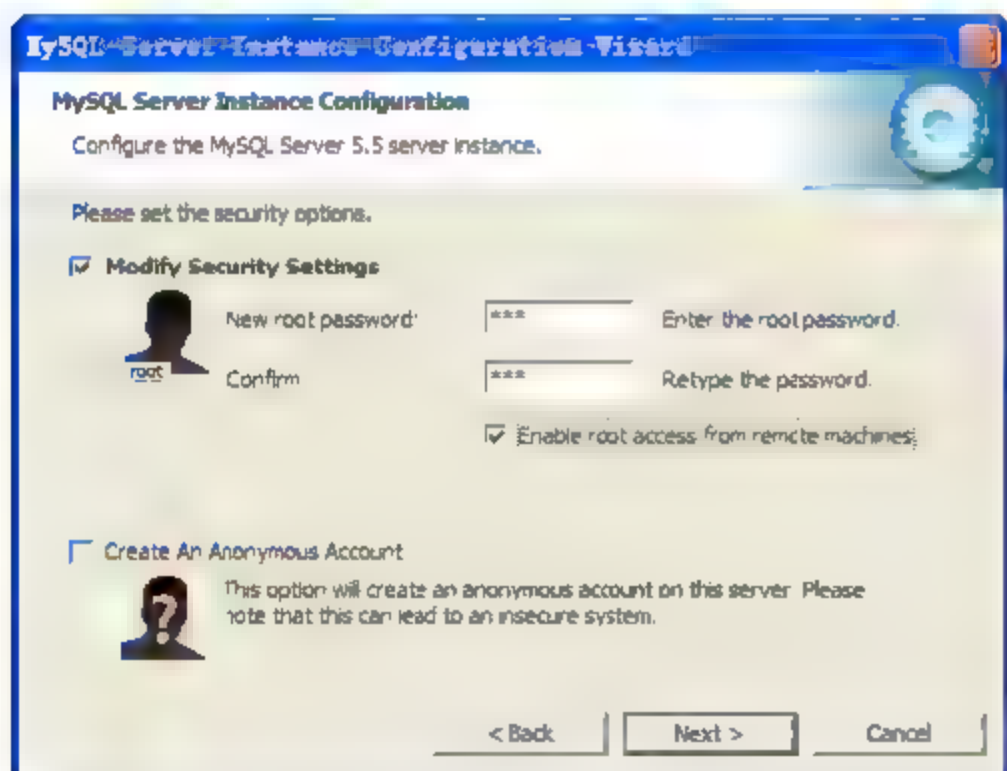 MySQL Server Instance Configuration Wizard
MySQL Server Instance Configuration
Configure the MySQL Server 5.5 server instance.
Please set the security options.
Modify Security Settings
New root password: *** Enter the root password.
root
Confirm *** Retype the password.
Enable root access from remote machines
Create An Anonymous Account
This option will create an anonymous account on this server. Please
note that this can lead to an insecure system.
< Back Next > Cancel